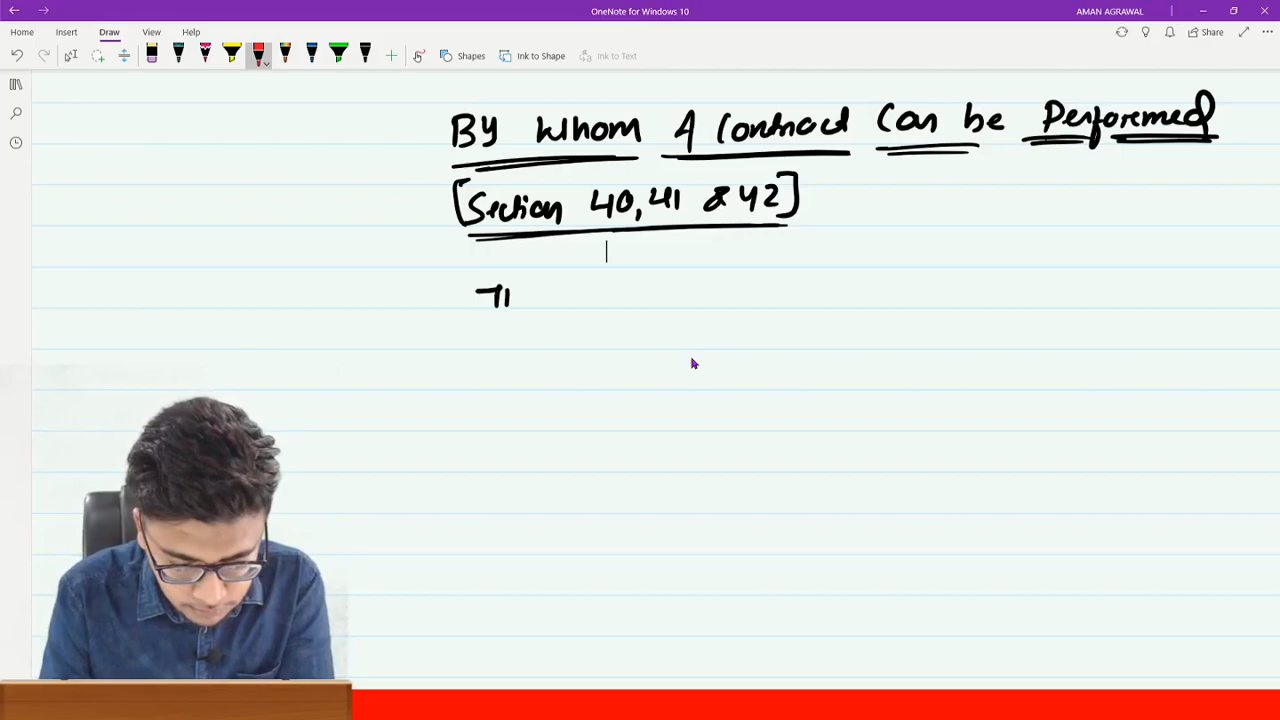 OneNote for Windows 10
AMAN AGRAWAL
Home Insert Draw View Help
Share
Shapes Ink to Shape Ink to Text
By Whom A Contract Can be Performed
[Section 40, 41 & 42]